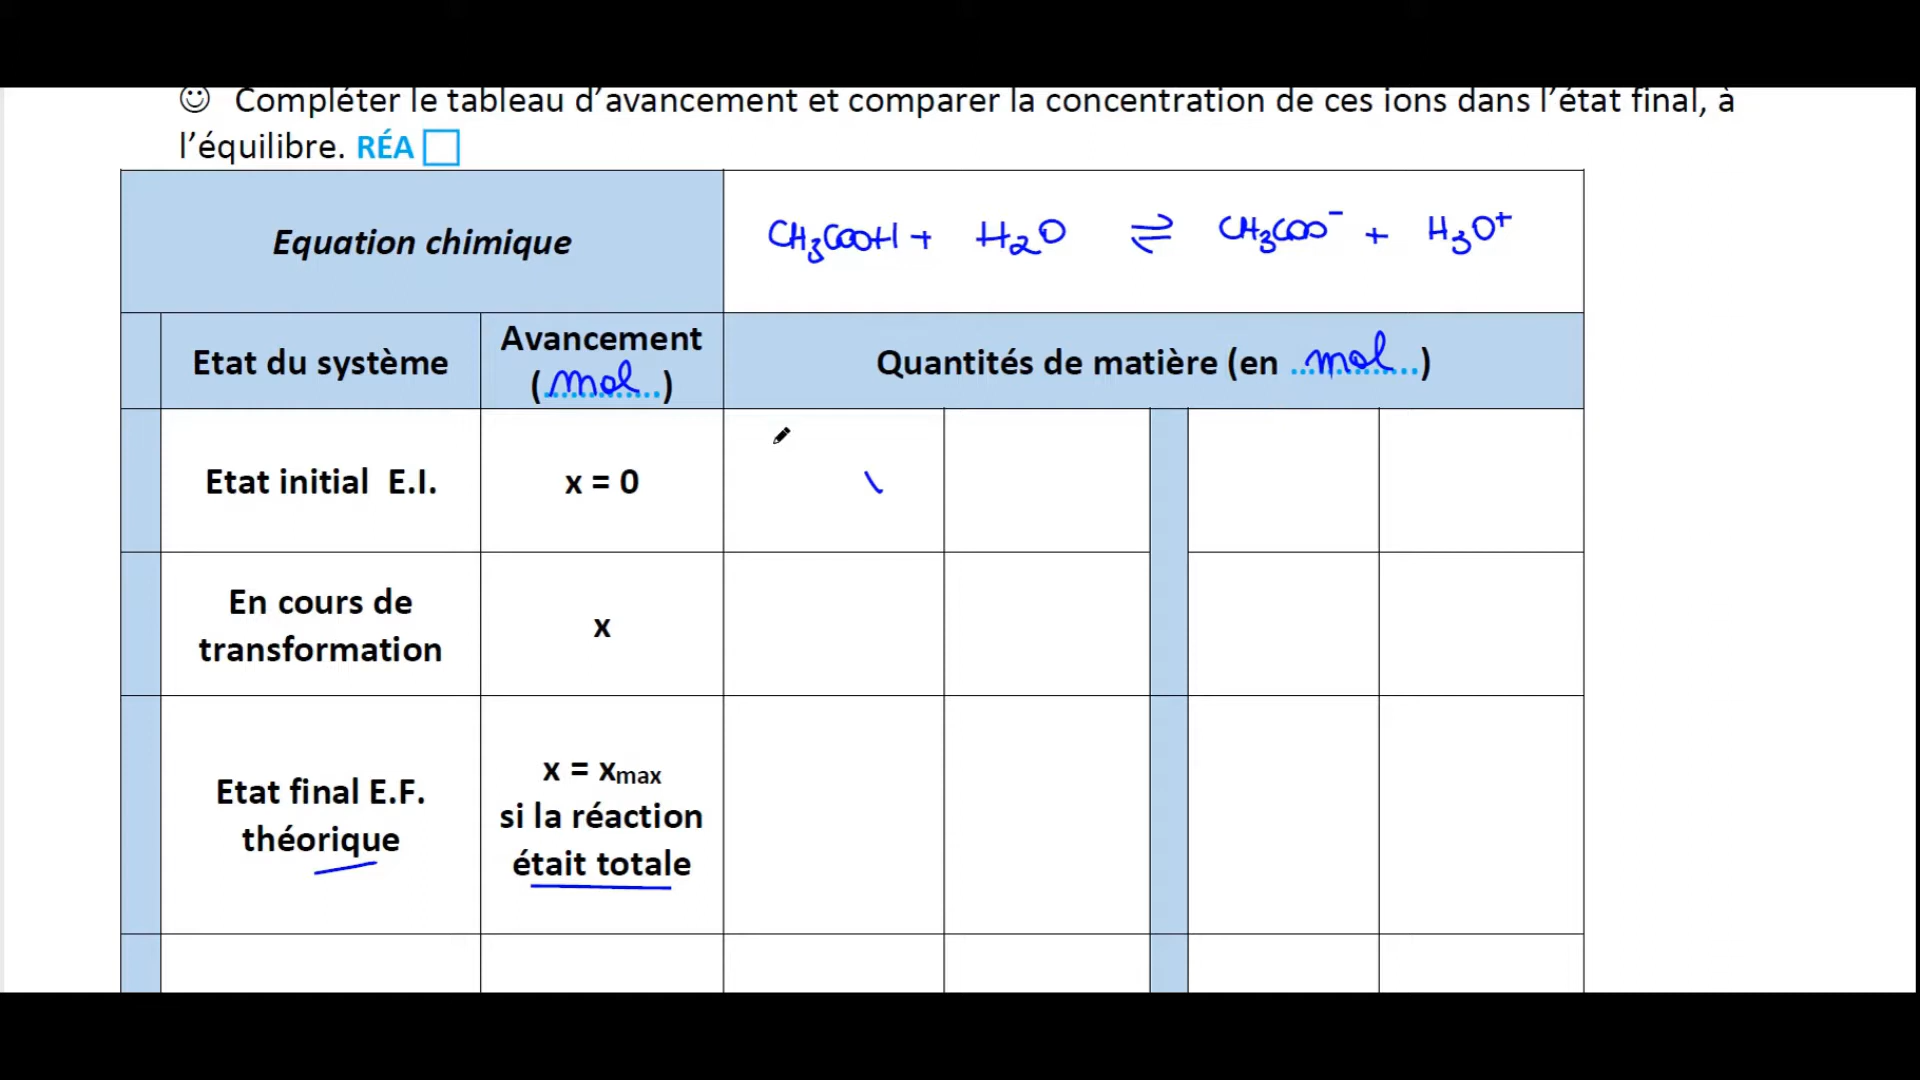 ☺ Compléter le tableau d’avancement et comparer la concentration de ces ions dans l’état final, à
l’équilibre. RÉA ☐
Equation chimique
CH₃COOH + H₂O ⇌ CH₃COO⁻ + H₃O⁺
Etat du système
Avancement
(mol)
Quantités de matière (en mol)
Etat initial E.I.
x = 0
En cours de
transformation
x
Etat final E.F.
théorique
x = xₘₐₓ
si la réaction
était totale